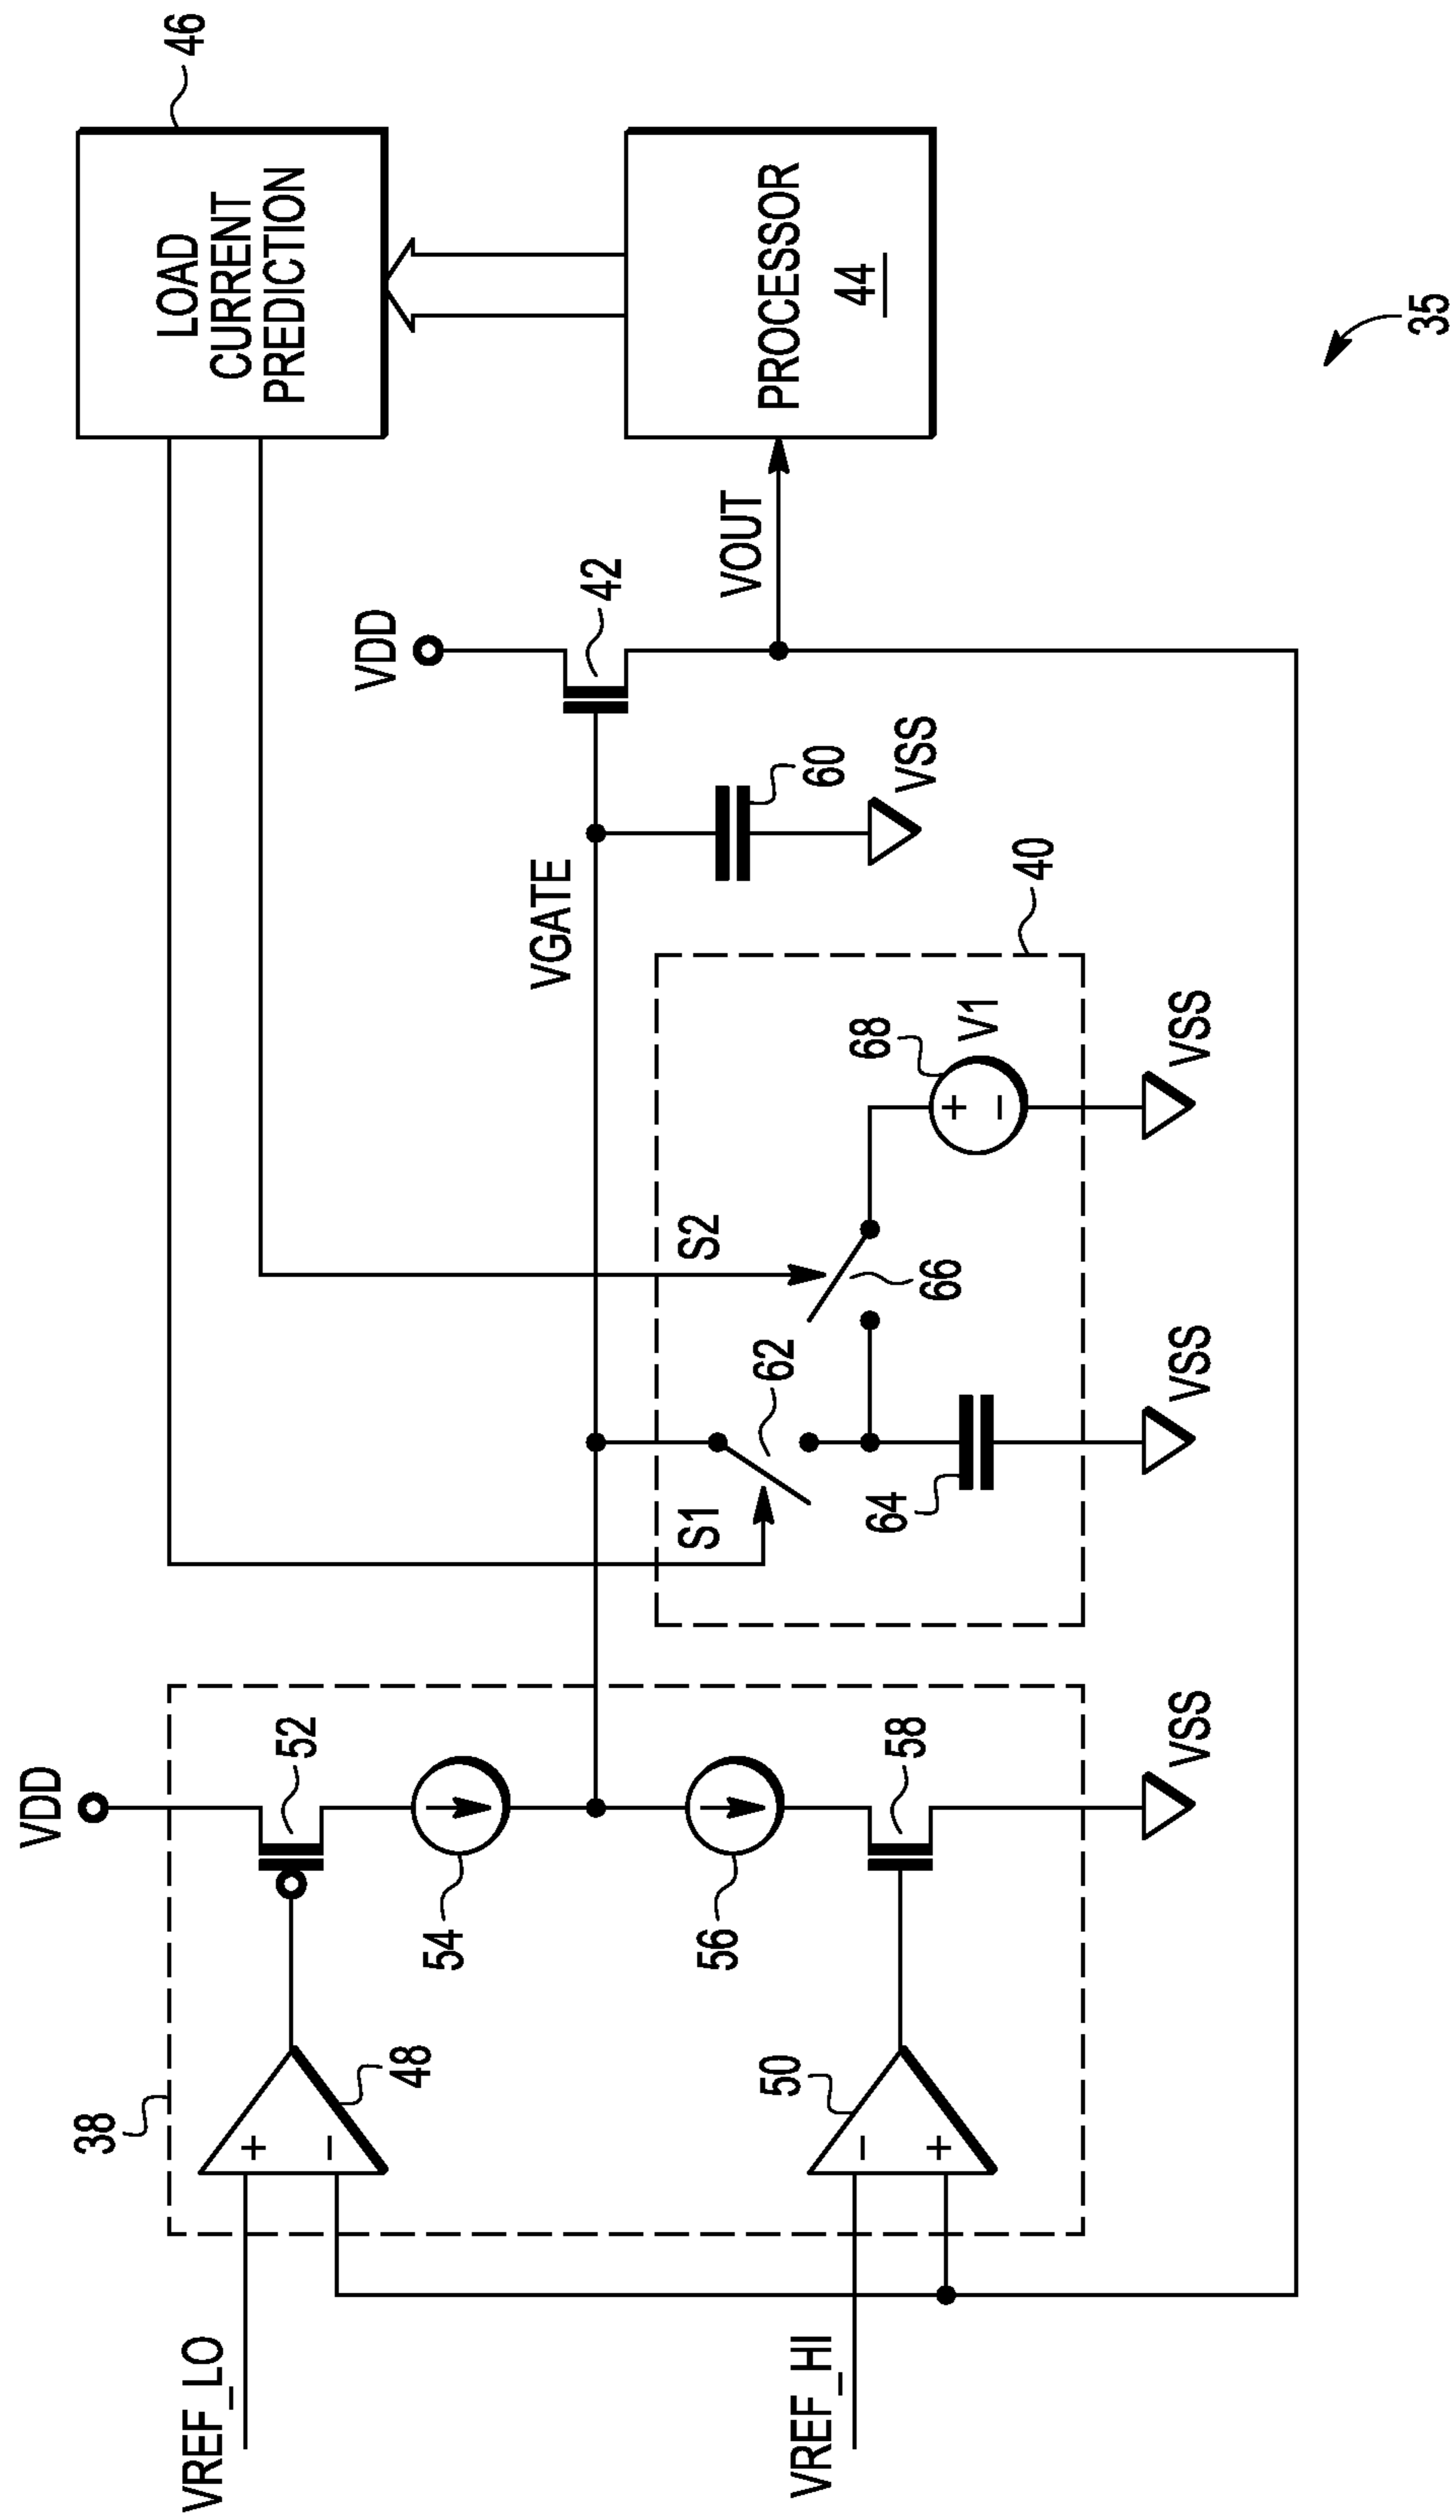 VDD
38
VREF_LO
+
−
48
52
54
56
VREF_HI
−
+
50
58
VSS
LOAD
CURRENT
PREDICTION
46
VDD
VGATE
42
S1
62
S2
66
64
68
+
−
V1
VSS
VSS
40
60
VSS
VOUT
PROCESSOR
44
35